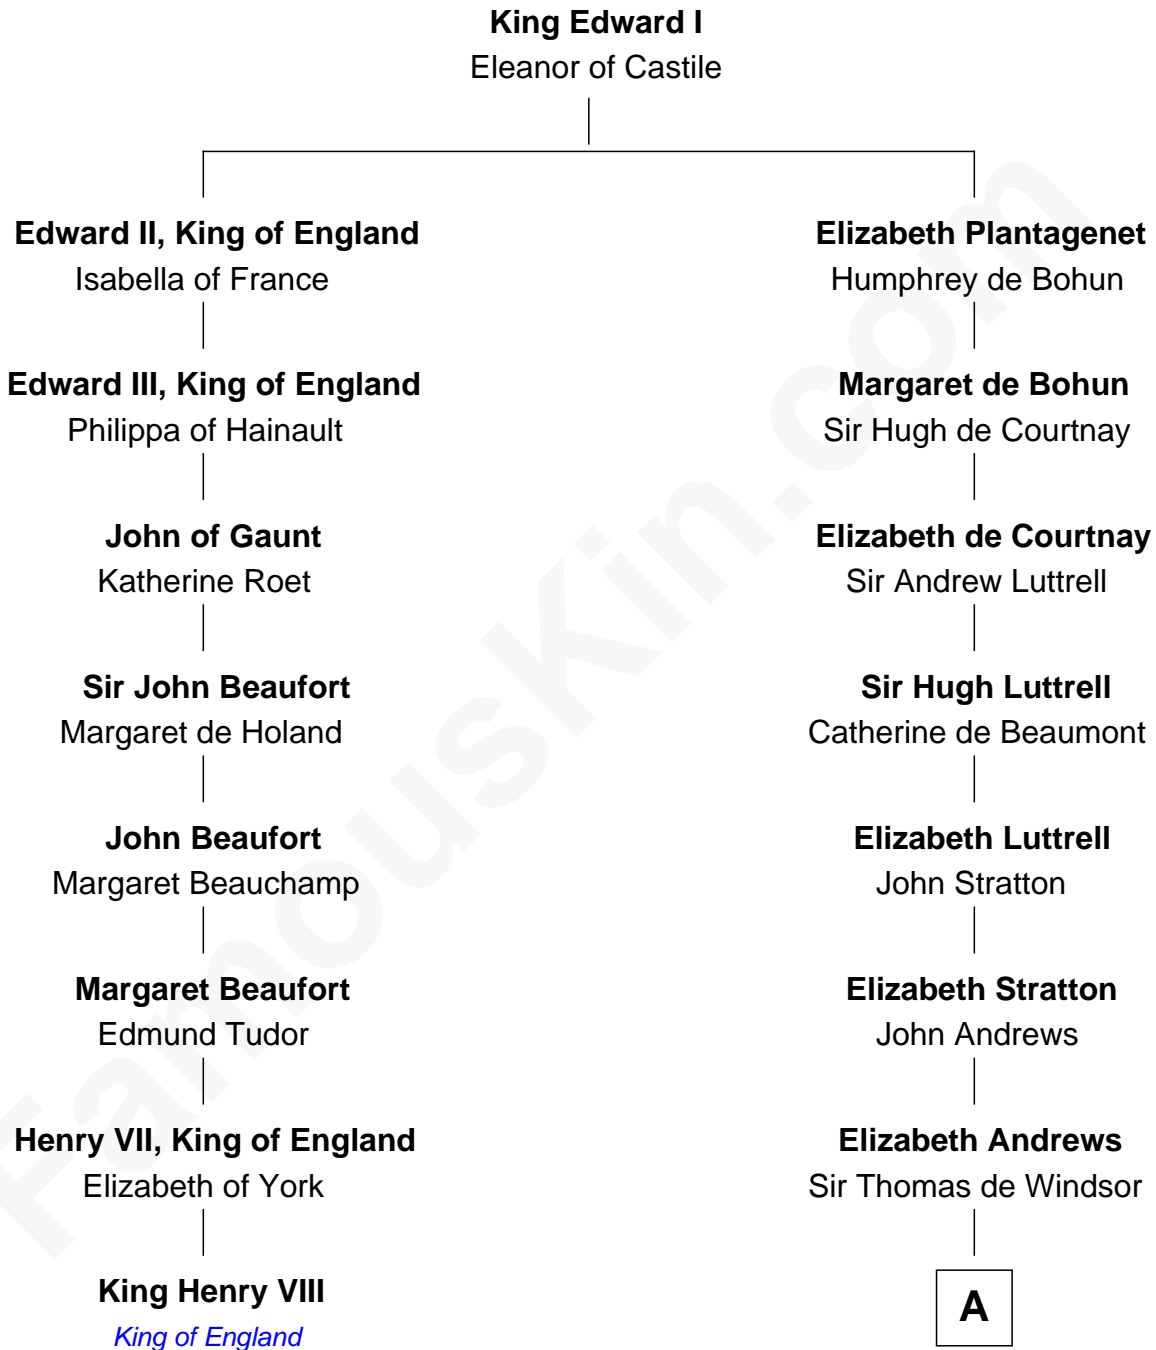 King Edward I
Eleanor of Castile
Edward II, King of England
Isabella of France
Edward III, King of England
Philippa of Hainault
John of Gaunt
Katherine Roet
Sir John Beaufort
Margaret de Holand
John Beaufort
Margaret Beauchamp
Margaret Beaufort
Edmund Tudor
Henry VII, King of England
Elizabeth of York
King Henry VIII
King of England
Elizabeth Plantagenet
Humphrey de Bohun
Margaret de Bohun
Sir Hugh de Courtnay
Elizabeth de Courtnay
Sir Andrew Luttrell
Sir Hugh Luttrell
Catherine de Beaumont
Elizabeth Luttrell
John Stratton
Elizabeth Stratton
John Andrews
Elizabeth Andrews
Sir Thomas de Windsor
A
FamousKin.com